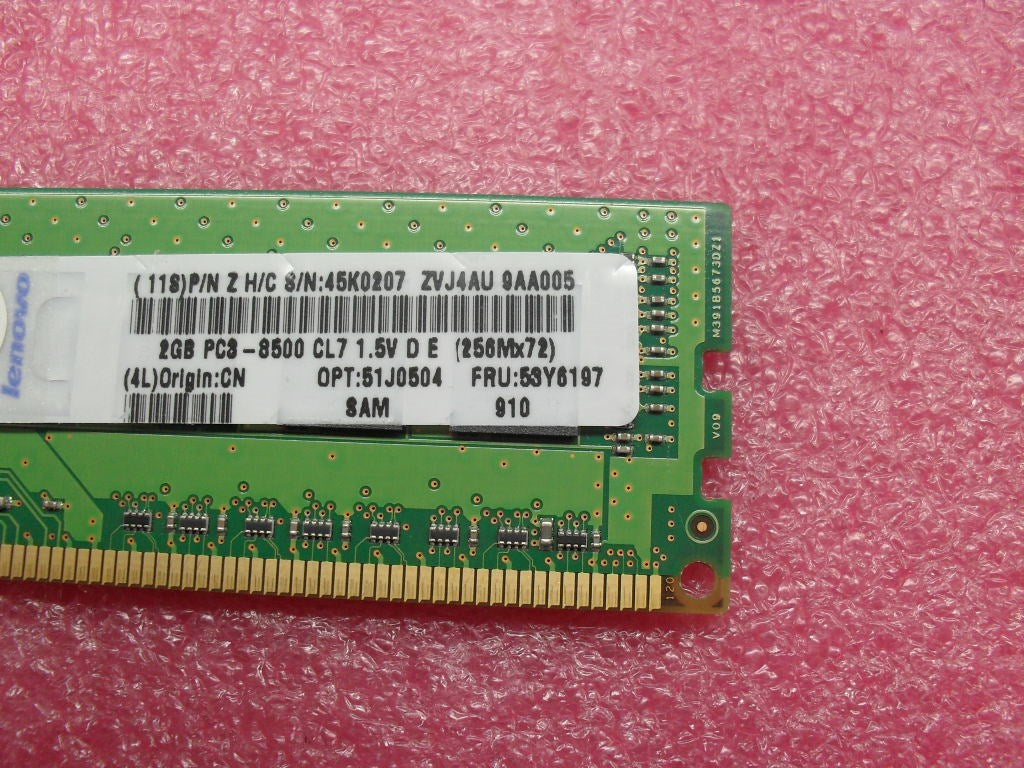 lenovo
(11S)P/N Z H/C S/N:45K0207 ZVJ4AU 9AA005
2GB PC3-8500 CL7 1.5V D E (256Mx72)
(4L)Origin:CN OPT:51J0504 FRU:53Y6197
SAM 910
M391B5673DZ1
V09
120